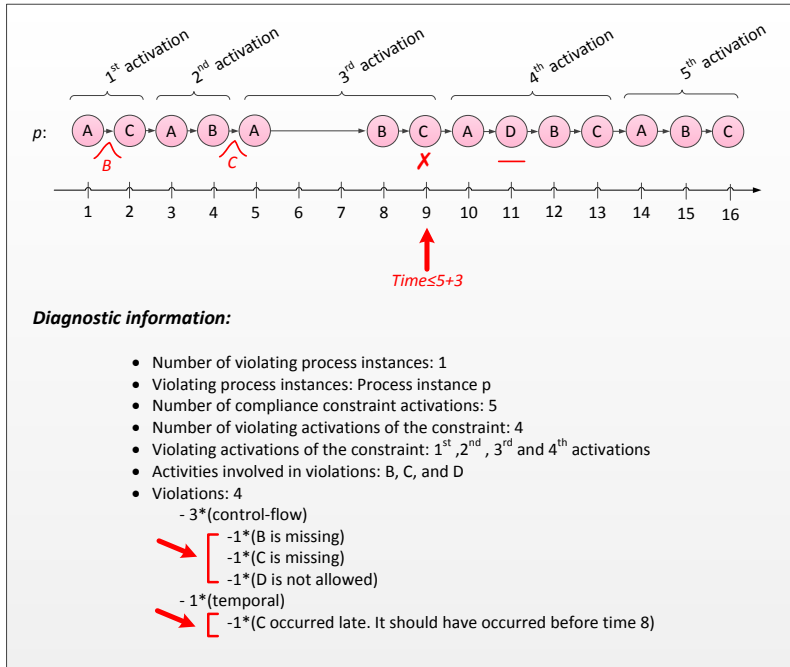 1st activation
2nd activation
3rd activation
4th activation
5th activation
p: A C A B A B C A D B C A B C
B C ✗ —
1 2 3 4 5 6 7 8 9 10 11 12 13 14 15 16
Time≤5+3
Diagnostic information:
• Number of violating process instances: 1
• Violating process instances: Process instance p
• Number of compliance constraint activations: 5
• Number of violating activations of the constraint: 4
• Violating activations of the constraint: 1st ,2nd , 3rd and 4th activations
• Activities involved in violations: B, C, and D
• Violations: 4
- 3*(control-flow)
-1*(B is missing)
-1*(C is missing)
-1*(D is not allowed)
- 1*(temporal)
-1*(C occurred late. It should have occurred before time 8)